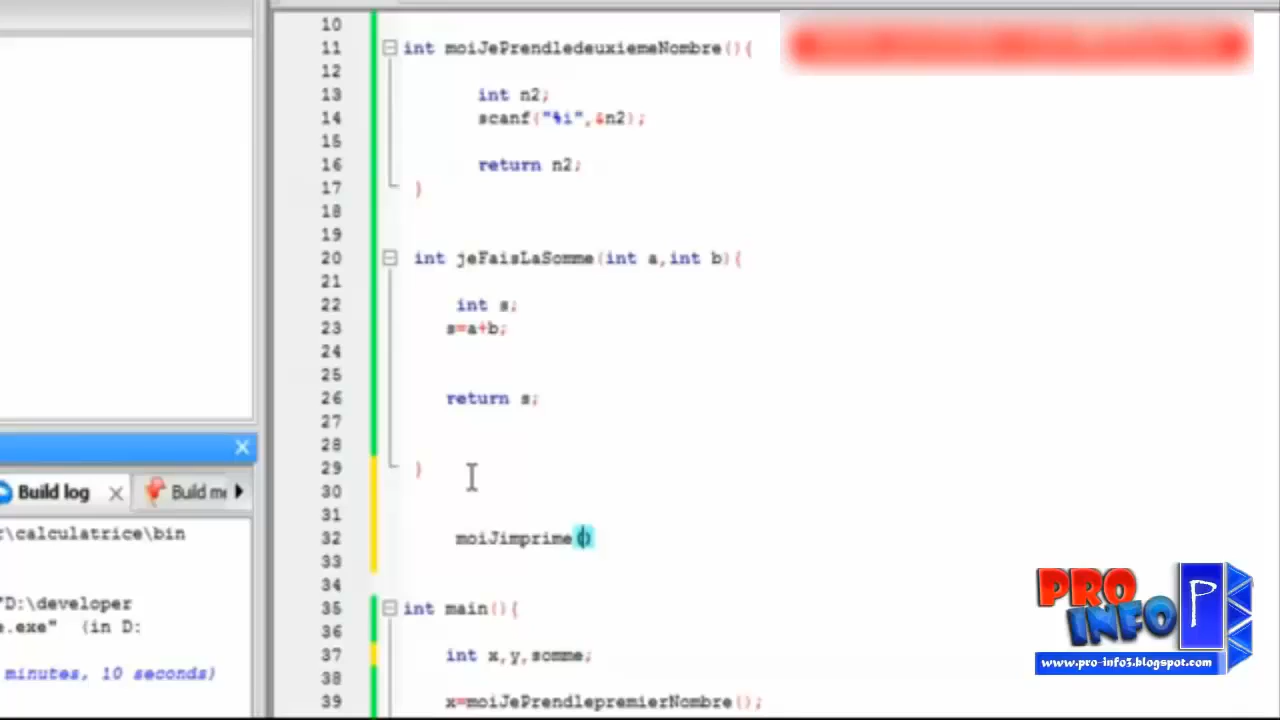 10
11 int moiJePrendledeuxiemeNombre(){
12
13 int n2;
14 scanf("%i",&n2);
15
16 return n2;
17 }
18
19
20 int jeFaisLaSomme(int a,int b){
21
22 int s;
23 s=a+b;
24
25
26 return s;
27
28
29 }
30
31
32 moiJimprime()
33
34
35 int main(){
36
37 int x,y,somme;
38
39 x=moiJePrendlepremierNombre();
Build log
Build me
r\calculatrice\bin
"D:\developer
e.exe" (in D:
minutes, 10 seconds)
PRO
INFO
P
www.pro-info3.blogspot.com